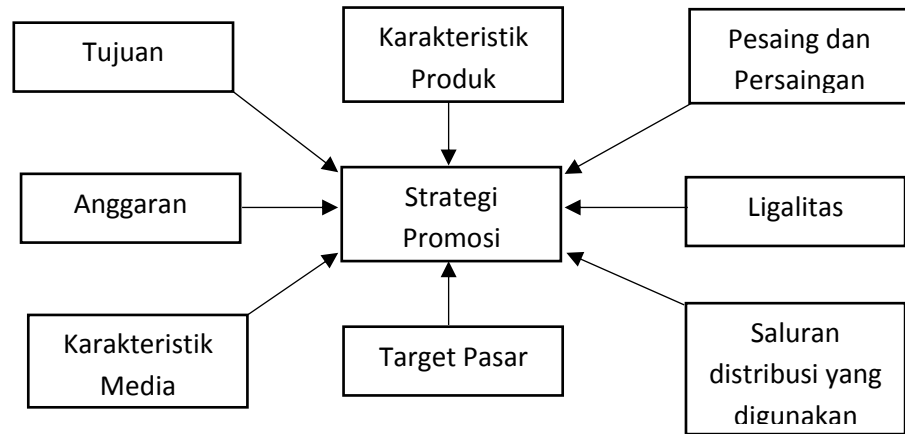 Tujuan
Karakteristik
Produk
Pesaing dan
Persaingan
Anggaran
Strategi
Promosi
Ligalitas
Karakteristik
Media
Target Pasar
Saluran
distribusi yang
digunakan